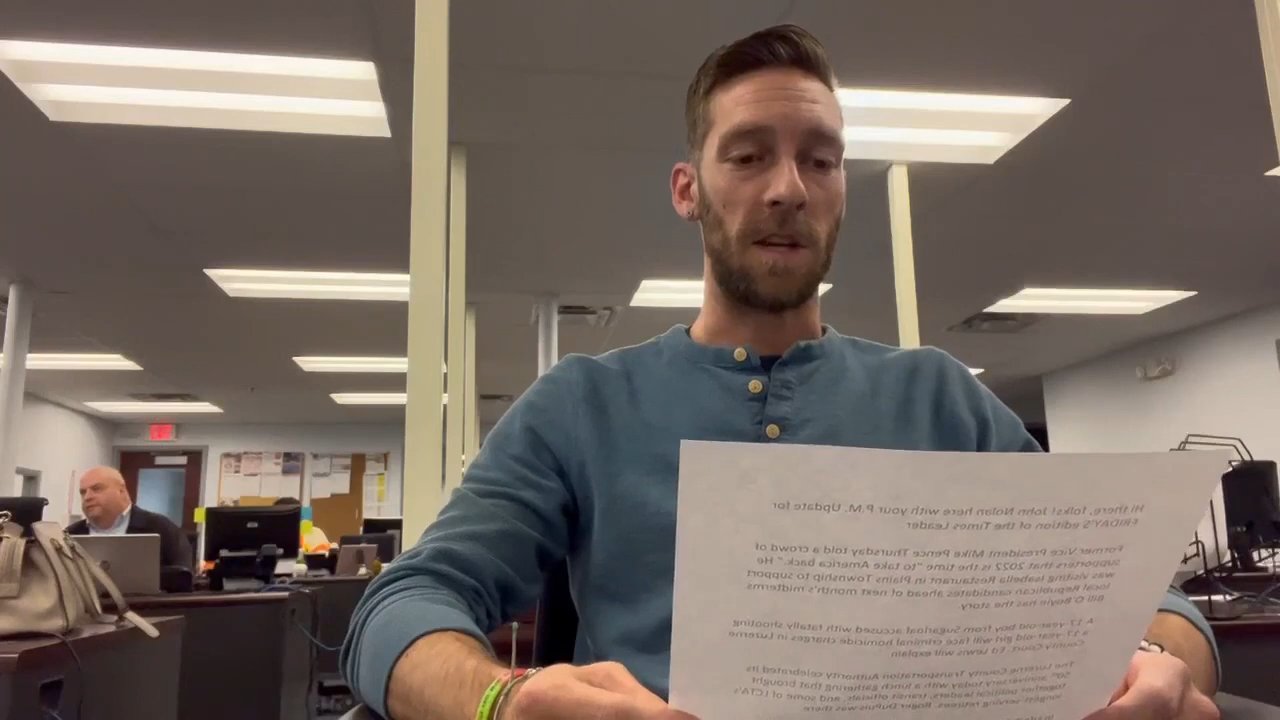 Hi there, folks! John Nolan here with your P.M. Update for
FRIDAY'S edition of the Times Leader
Former Vice President Mike Pence Thursday told a crowd of
supporters that 2022 is the time "to take America back." He
was visiting Isabella Restaurant in Plains Township to support
local Republican candidates ahead of next month's midterms.
Bill O'Boyle has the story.
A 17-year-old boy from Sugarloaf accused with fatally shooting
a 17-year-old girl will face criminal homicide charges in Luzerne
County Court. Ed Lewis will explain
The Luzerne County Transportation Authority celebrated its
50th anniversary today with a lunch gathering that brought
together political leaders, transit officials, and some of LCTA's
longest-serving retirees. Roger DuPuis was there